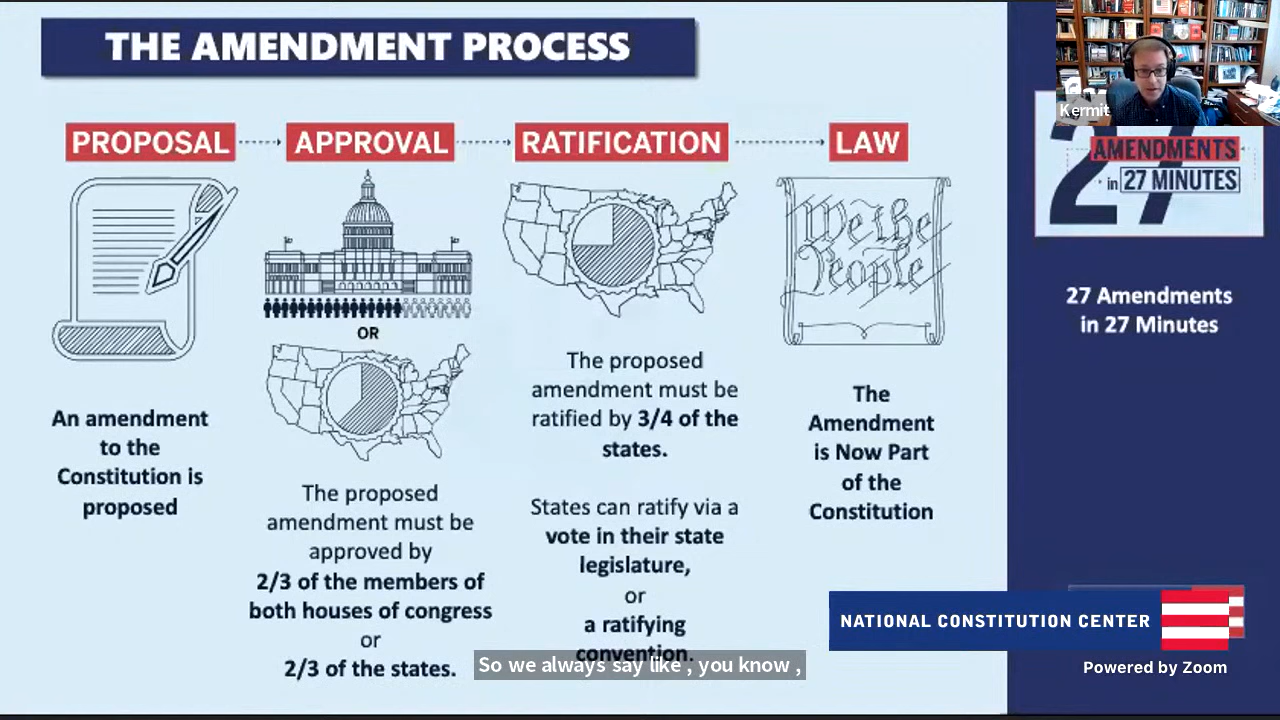 THE AMENDMENT PROCESS
PROPOSAL
An amendment
to the
Constitution is
proposed
APPROVAL
OR
The proposed
amendment must be
approved by
2/3 of the members of
both houses of congress
or
2/3 of the states.
RATIFICATION
The proposed
amendment must be
ratified by 3/4 of the
states.
States can ratify via a
vote in their state
legislature,
or
a ratifying
convention.
LAW
We the
People
The
Amendment
is Now Part
of the
Constitution
Kermit
27
AMENDMENTS
in 27 MINUTES
27 Amendments
in 27 Minutes
NATIONAL CONSTITUTION CENTER
Powered by Zoom
So we always say like , you know ,